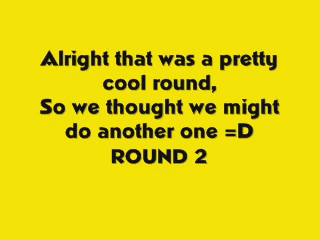 Alright that was a pretty
cool round,
So we thought we might
do another one =D
ROUND 2